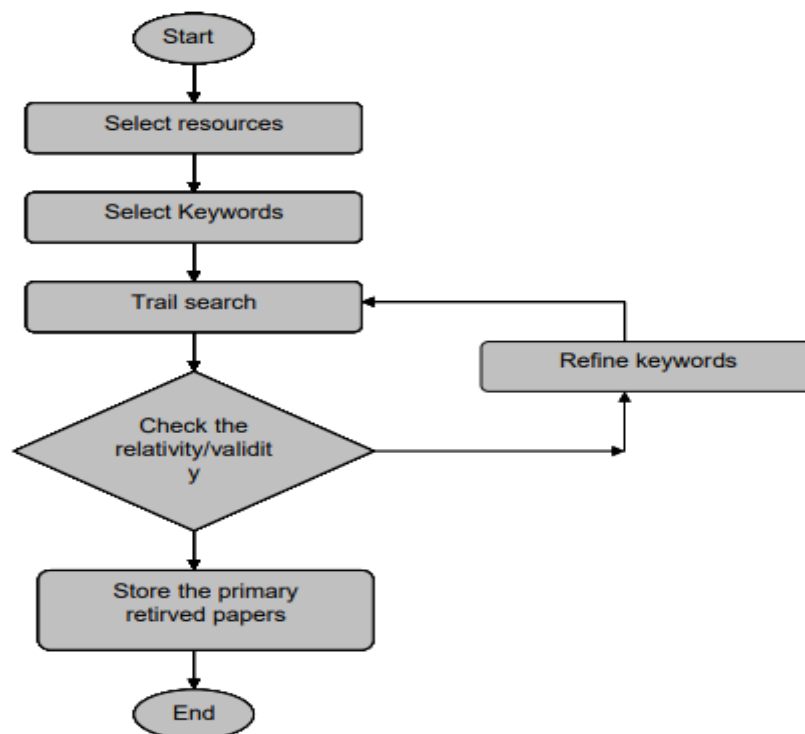 Start
Select resources
Select Keywords
Trail search
Refine keywords
Check the
relativity/validit
y
Store the primary
retirved papers
End